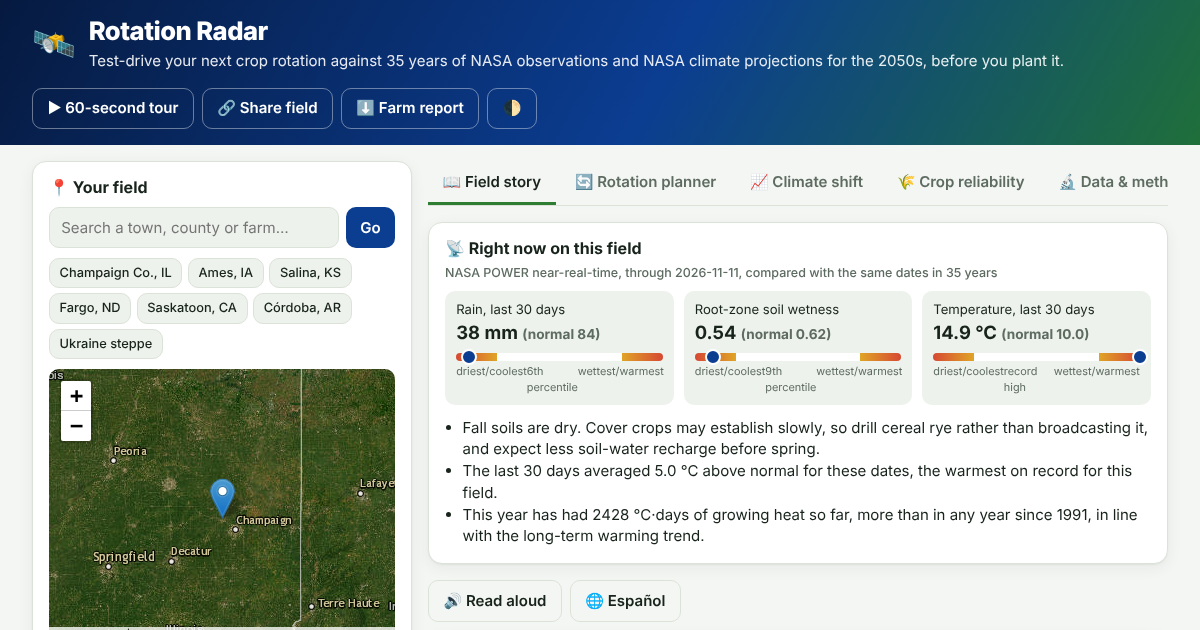 Rotation Radar
Test-drive your next crop rotation against 35 years of NASA observations and NASA climate projections for the 2050s, before you plant it.
▶ 60-second tour
🔗 Share field
⬇️ Farm report
📍 Your field
Search a town, county or farm...
Go
Champaign Co., IL
Ames, IA
Salina, KS
Fargo, ND
Saskatoon, CA
Córdoba, AR
Ukraine steppe
+
−
Peoria
Lafaye
Champaign
Springfield
Decatur
Terre Haute
📖 Field story
🔄 Rotation planner
📈 Climate shift
🌾 Crop reliability
🔬 Data & meth
📡 Right now on this field
NASA POWER near-real-time, through 2026-11-11, compared with the same dates in 35 years
Rain, last 30 days
38 mm (normal 84)
driest/coolest 6th percentile wettest/warmest
Root-zone soil wetness
0.54 (normal 0.62)
driest/coolest 9th percentile wettest/warmest
Temperature, last 30 days
14.9 °C (normal 10.0)
driest/coolest record high wettest/warmest
• Fall soils are dry. Cover crops may establish slowly, so drill cereal rye rather than broadcasting it,
and expect less soil-water recharge before spring.
• The last 30 days averaged 5.0 °C above normal for these dates, the warmest on record for this
field.
• This year has had 2428 °C·days of growing heat so far, more than in any year since 1991, in line
with the long-term warming trend.
🔊 Read aloud
🌐 Español